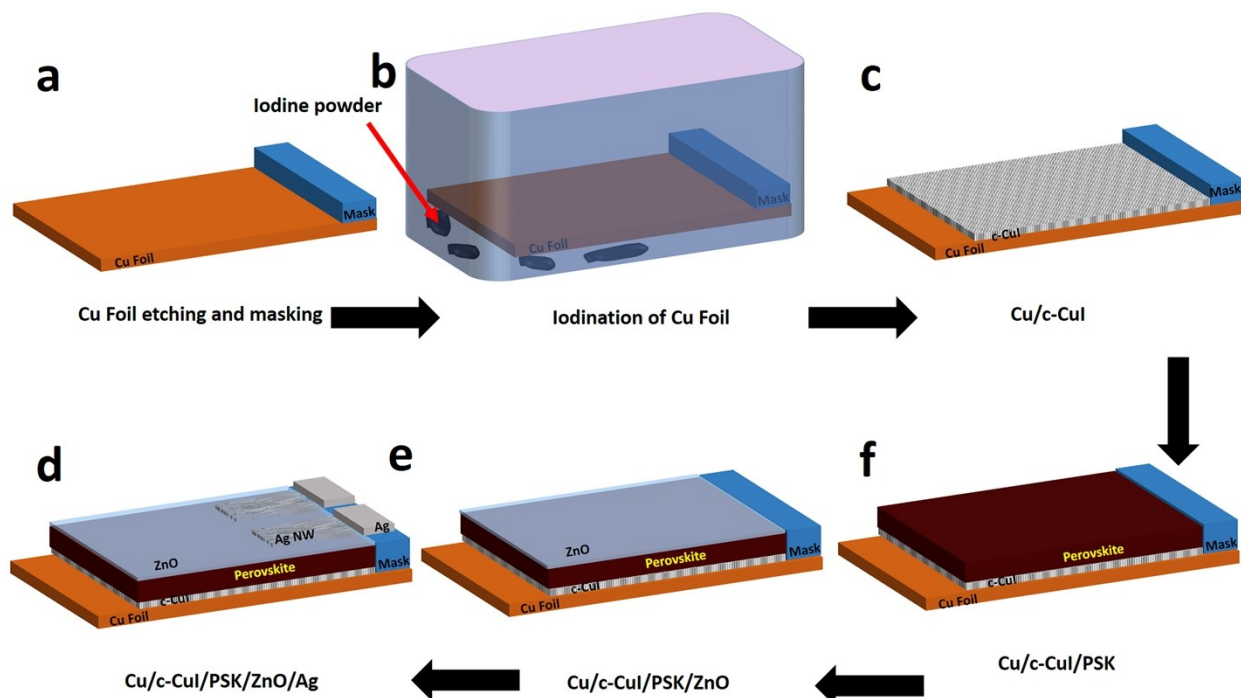 a
b
c
Iodine powder
Mask
Cu Foil
Mask
Cu Foil
Mask
c-CuI
Cu Foil
Cu Foil etching and masking
Iodination of Cu Foil
Cu/c-CuI
d
e
f
Ag
Ag NW
ZnO
Mask
Perovskite
c-CuI
Cu Foil
ZnO
Mask
Perovskite
c-CuI
Cu Foil
Mask
Perovskite
c-CuI
Cu Foil
Cu/c-CuI/PSK/ZnO/Ag
Cu/c-CuI/PSK/ZnO
Cu/c-CuI/PSK